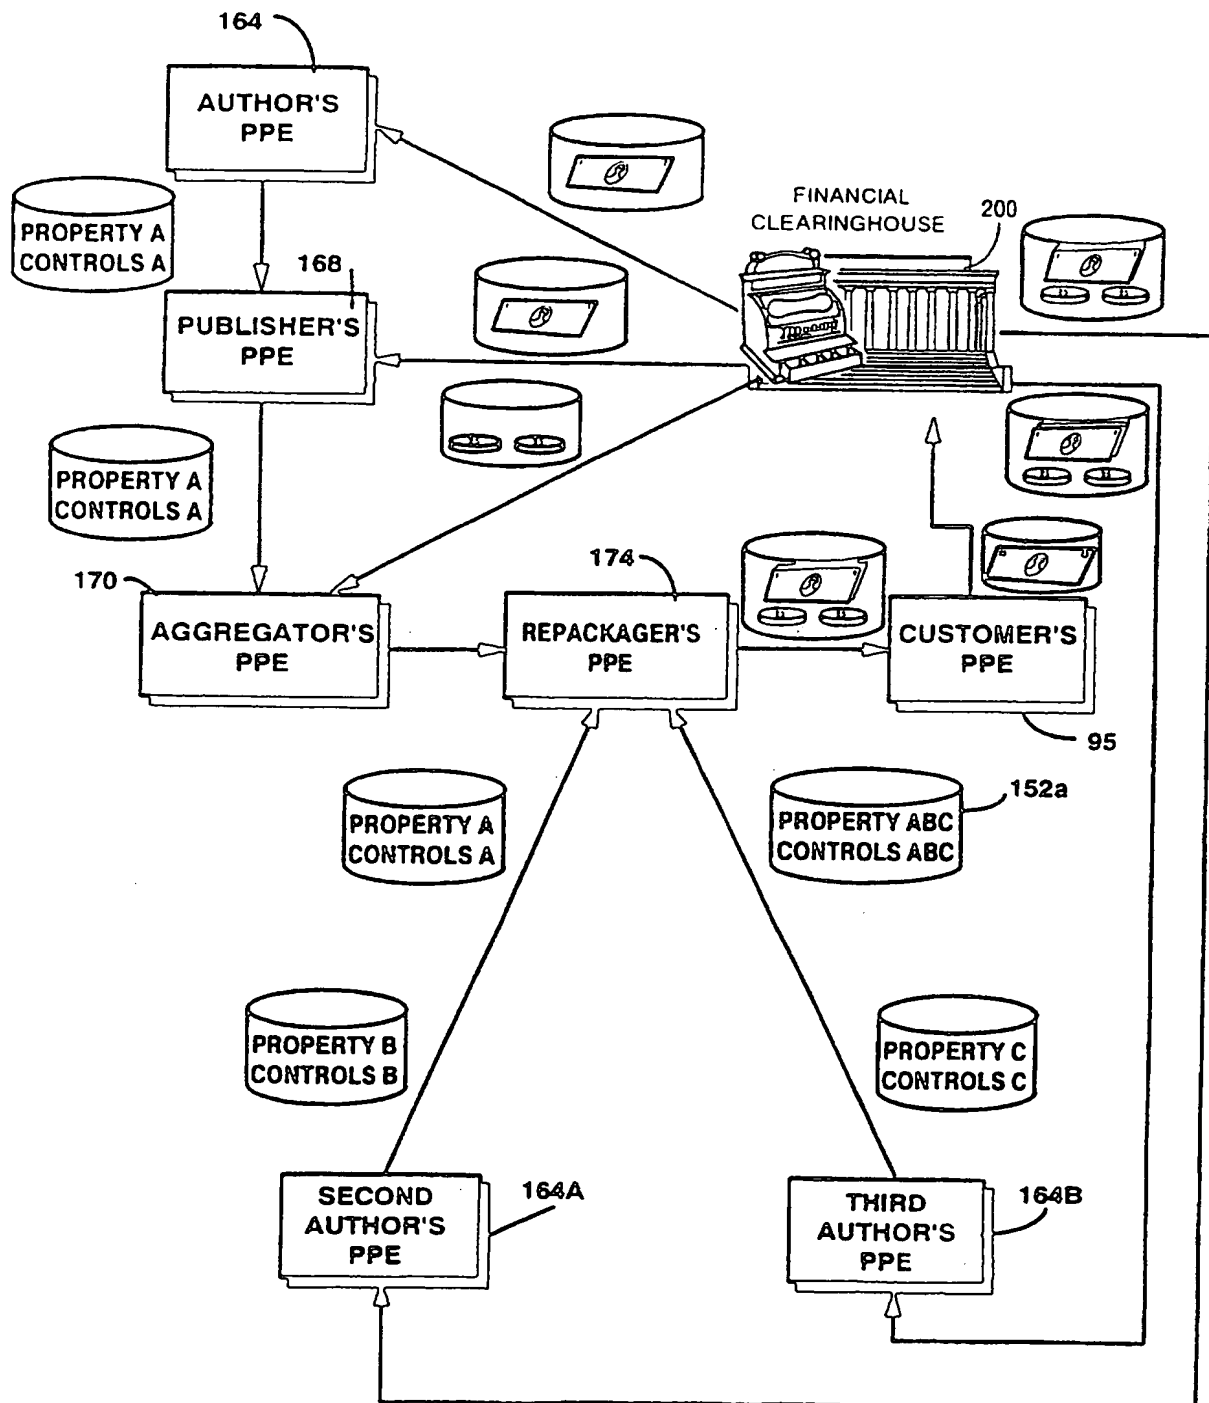 164
AUTHOR'S
PPE
PROPERTY A
CONTROLS A
FINANCIAL
CLEARINGHOUSE
200
168
PUBLISHER'S
PPE
PROPERTY A
CONTROLS A
170
AGGREGATOR'S
PPE
174
REPACKAGER'S
PPE
CUSTOMER'S
PPE
95
PROPERTY A
CONTROLS A
152a
PROPERTY ABC
CONTROLS ABC
PROPERTY B
CONTROLS B
PROPERTY C
CONTROLS C
SECOND
AUTHOR'S
PPE
164A
THIRD
AUTHOR'S
PPE
164B